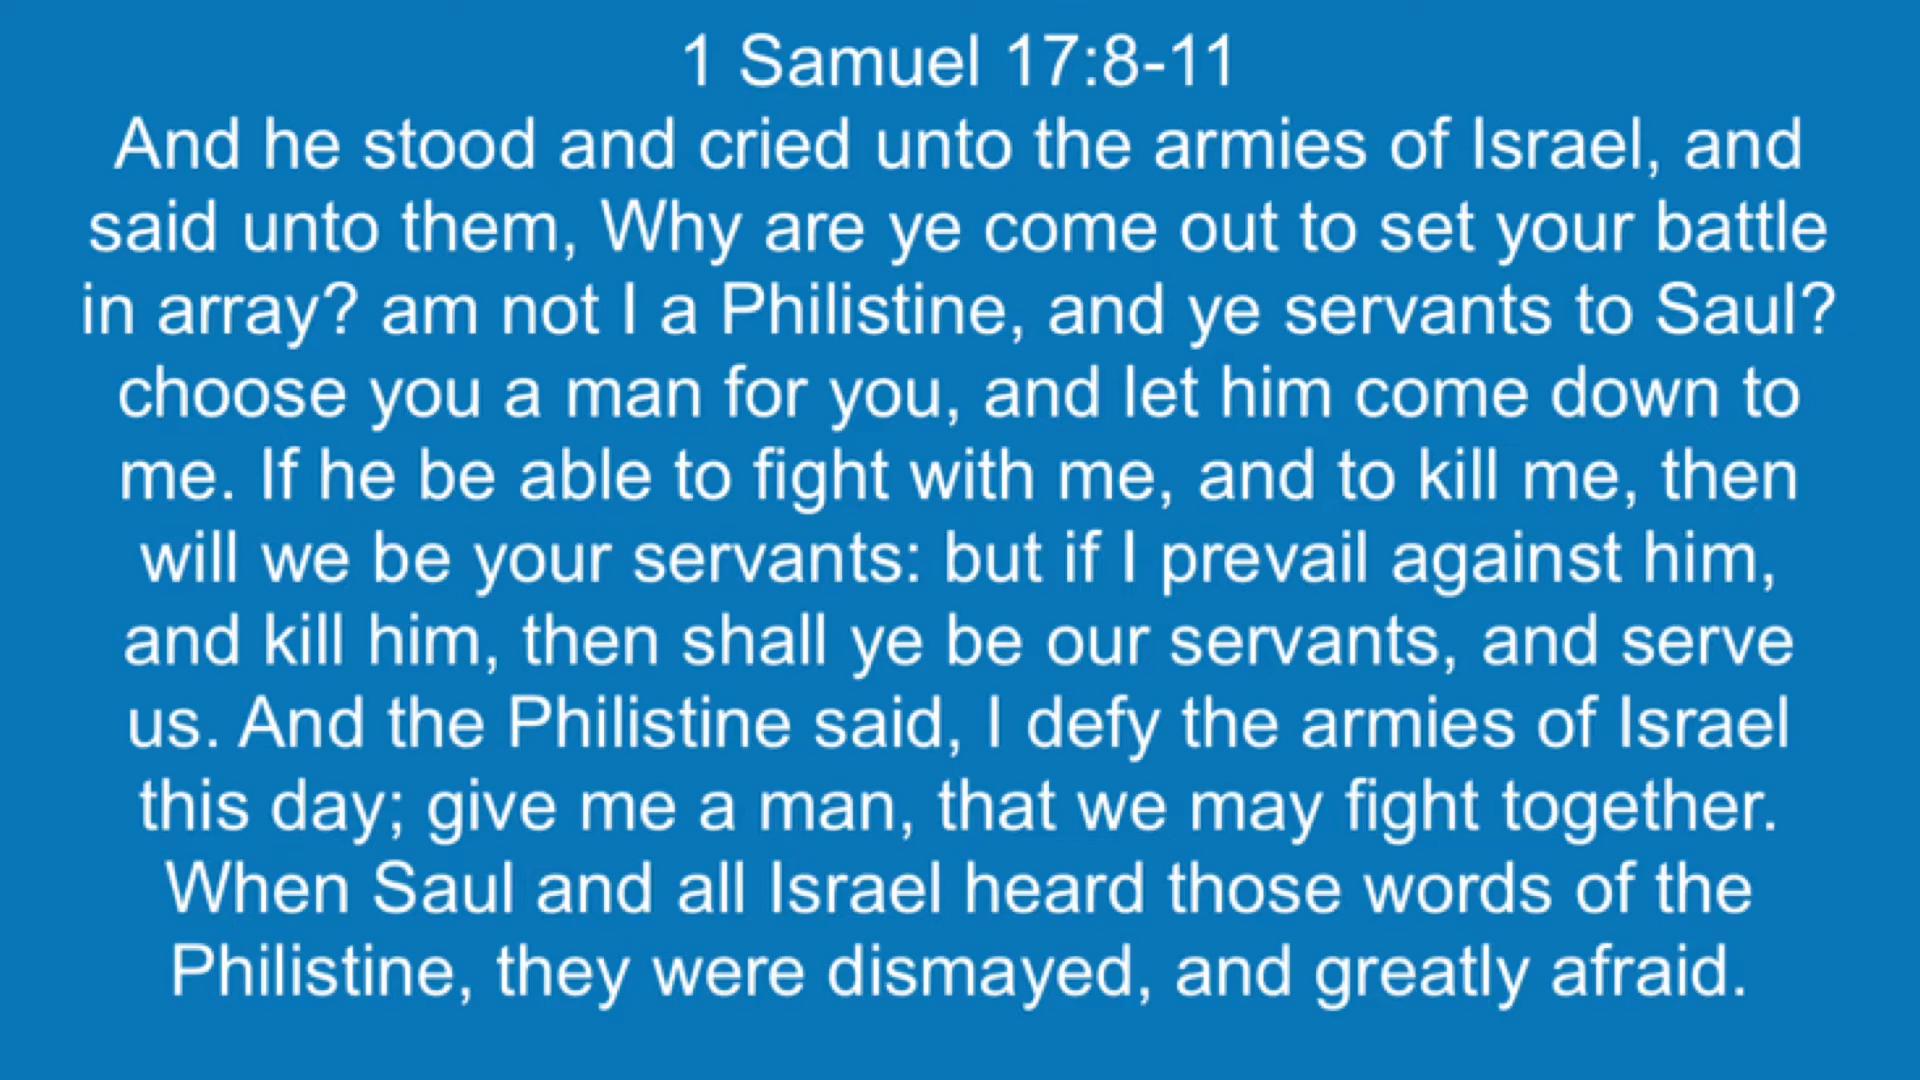 1 Samuel 17:8-11
And he stood and cried unto the armies of Israel, and
said unto them, Why are ye come out to set your battle
in array? am not I a Philistine, and ye servants to Saul?
choose you a man for you, and let him come down to
me. If he be able to fight with me, and to kill me, then
will we be your servants: but if I prevail against him,
and kill him, then shall ye be our servants, and serve
us. And the Philistine said, I defy the armies of Israel
this day; give me a man, that we may fight together.
When Saul and all Israel heard those words of the
Philistine, they were dismayed, and greatly afraid.